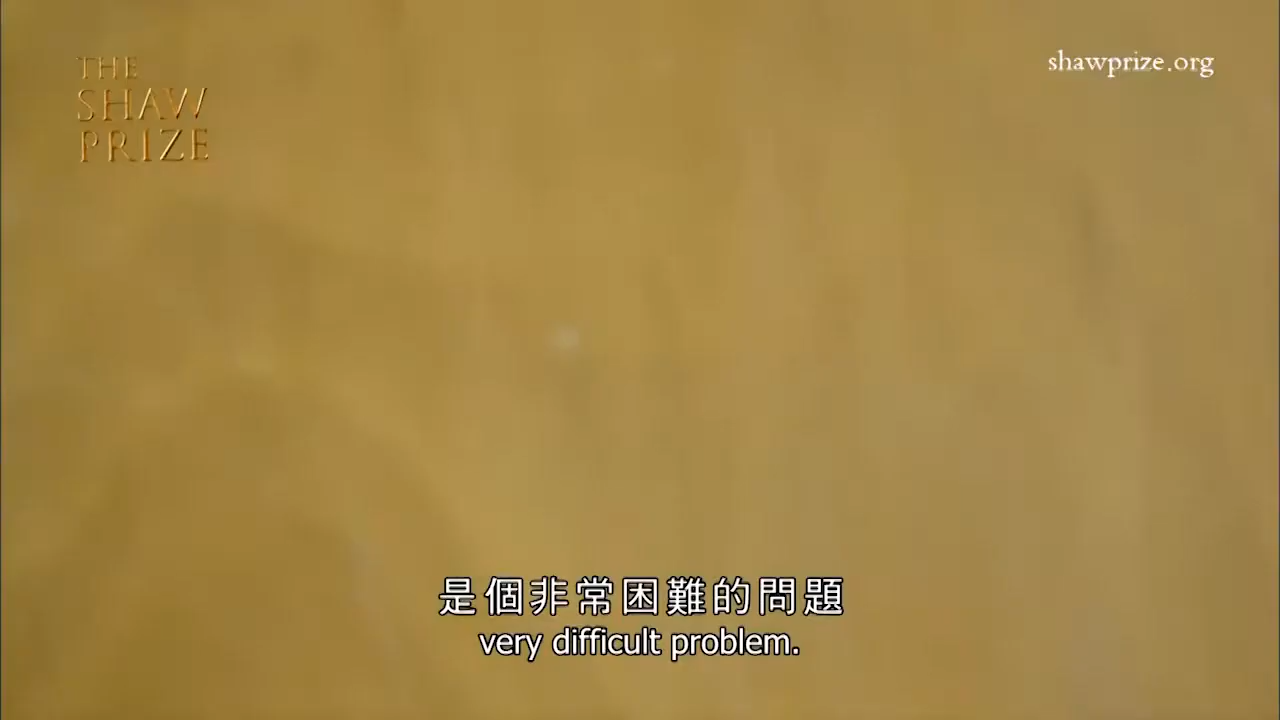 THE
SHAW
PRIZE
shawprize.org
是個非常困難的問題
very difficult problem.